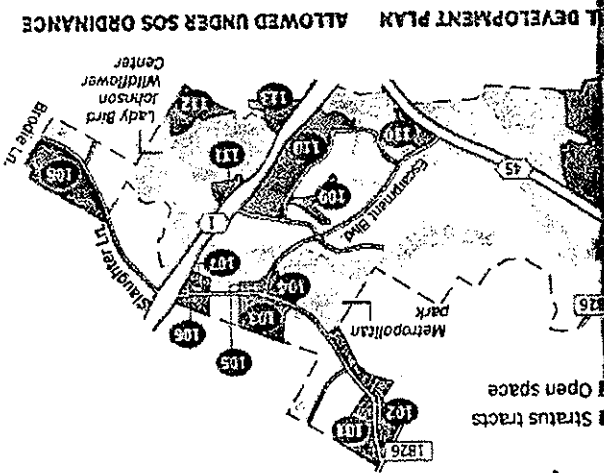 Stratus tracts
Open space
1826
102
101
Metropolitan
park
105
106
103
104
107
Slaughter Ln.
1826
1
45
Escarpment Blvd.
109
108
Brodie Ln.
110
110
111
113
112
Lady Bird
Johnson
Wildflower
Center
L DEVELOPMENT PLAN
ALLOWED UNDER SOS ORDINANCE